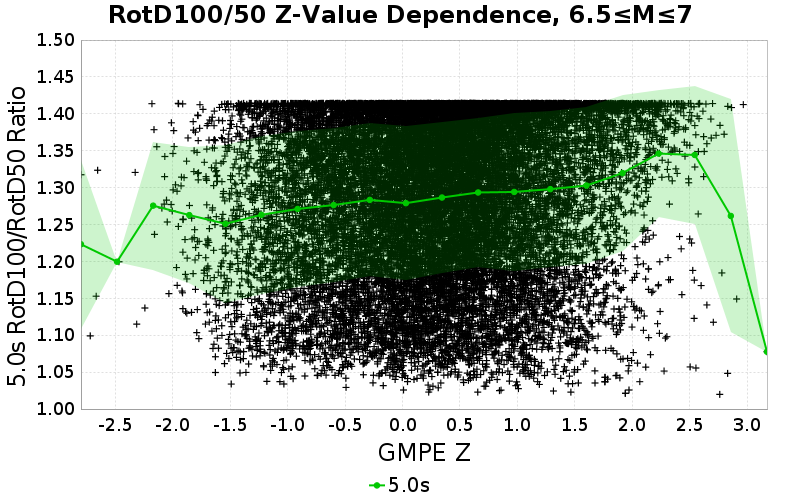 RotD100/50 Z-Value Dependence, 6.5≤M≤7
5.0s RotD100/RotD50 Ratio
1.50
1.45
1.40
1.35
1.30
1.25
1.20
1.15
1.10
1.05
1.00
-2.5 -2.0 -1.5 -1.0 -0.5 0.0 0.5 1.0 1.5 2.0 2.5 3.0
GMPE Z
5.0s